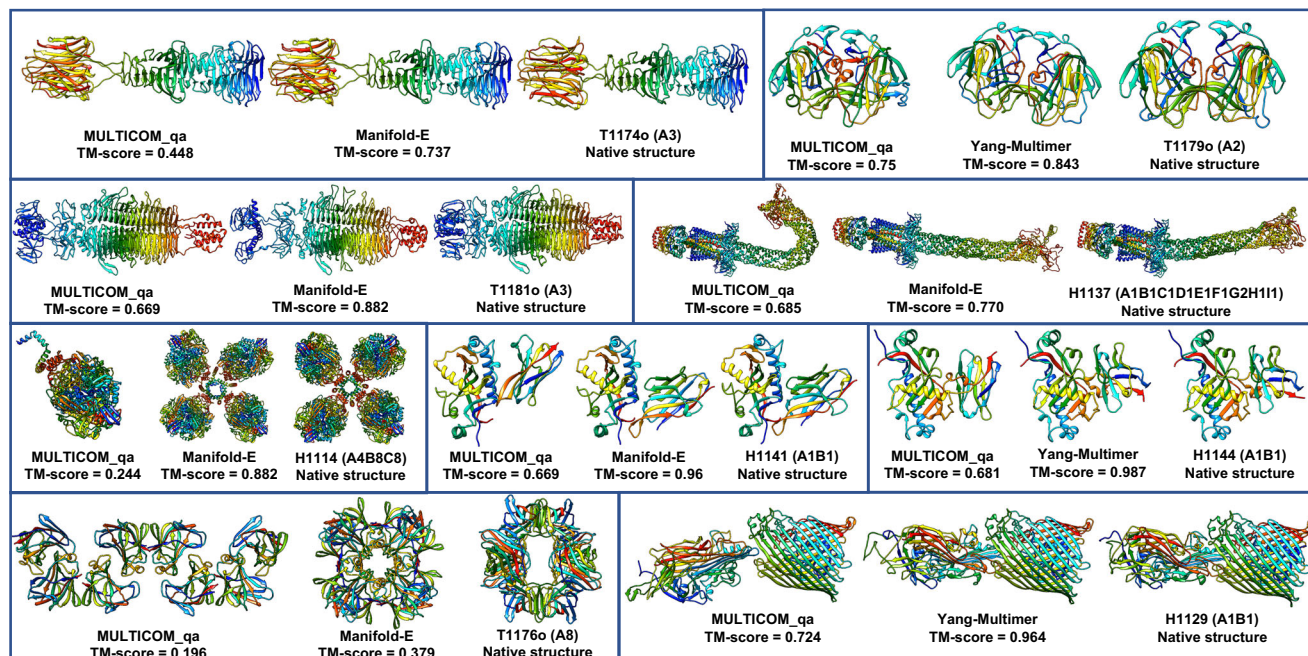 MULTICOM_qa
TM-score = 0.448
Manifold-E
TM-score = 0.737
T1174o (A3)
Native structure
MULTICOM_qa
TM-score = 0.75
Yang-Multimer
TM-score = 0.843
T1179o (A2)
Native structure
MULTICOM_qa
TM-score = 0.669
Manifold-E
TM-score = 0.882
T1181o (A3)
Native structure
MULTICOM_qa
TM-score = 0.685
Manifold-E
TM-score = 0.770
H1137 (A1B1C1D1E1F1G2H1I1)
Native structure
MULTICOM_qa
TM-score = 0.244
Manifold-E
TM-score = 0.882
H1114 (A4B8C8)
Native structure
MULTICOM_qa
TM-score = 0.669
Manifold-E
TM-score = 0.96
H1141 (A1B1)
Native structure
MULTICOM_qa
TM-score = 0.681
Yang-Multimer
TM-score = 0.987
H1144 (A1B1)
Native structure
MULTICOM_qa
TM-score = 0.196
Manifold-E
TM-score = 0.379
T1176o (A8)
Native structure
MULTICOM_qa
TM-score = 0.724
Yang-Multimer
TM-score = 0.964
H1129 (A1B1)
Native structure